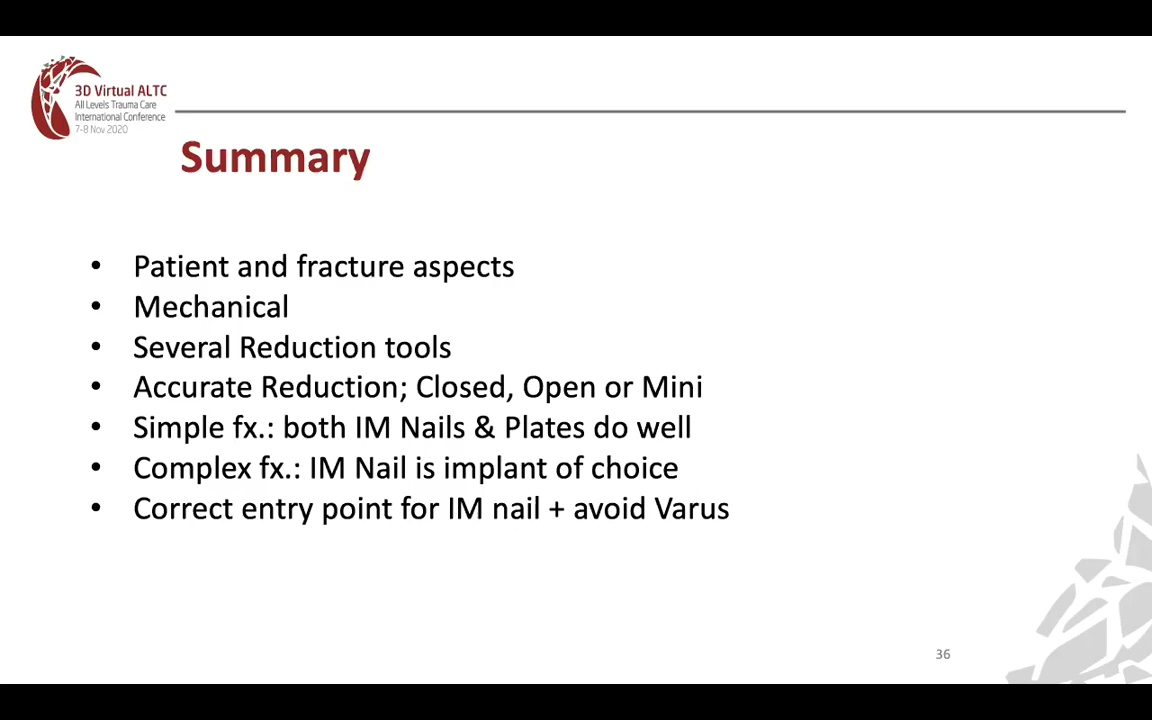 3D Virtual ALTC
All Levels Trauma Care
International Conference
7-8 Nov 2020
Summary
• Patient and fracture aspects
• Mechanical
• Several Reduction tools
• Accurate Reduction; Closed, Open or Mini
• Simple fx.: both IM Nails & Plates do well
• Complex fx.: IM Nail is implant of choice
• Correct entry point for IM nail + avoid Varus
36